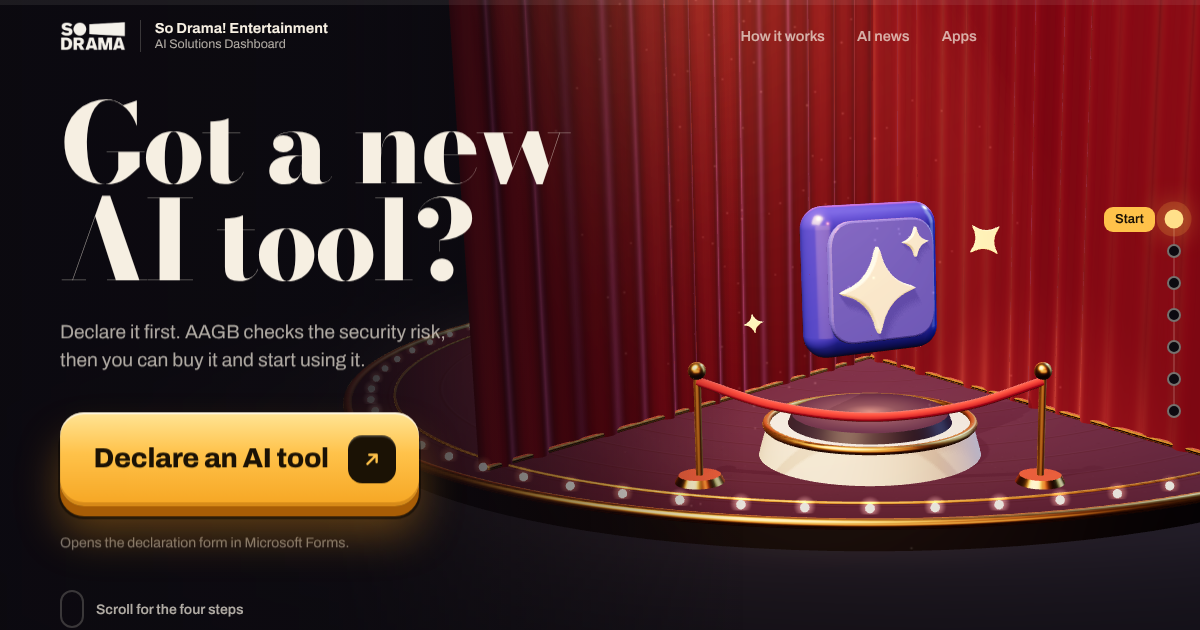 SO
DRAMA
So Drama! Entertainment
AI Solutions Dashboard
How it works
AI news
Apps
Got a new
AI tool?
Declare it first. AAGB checks the security risk,
then you can buy it and start using it.
Start
Declare an AI tool
Opens the declaration form in Microsoft Forms.
Scroll for the four steps